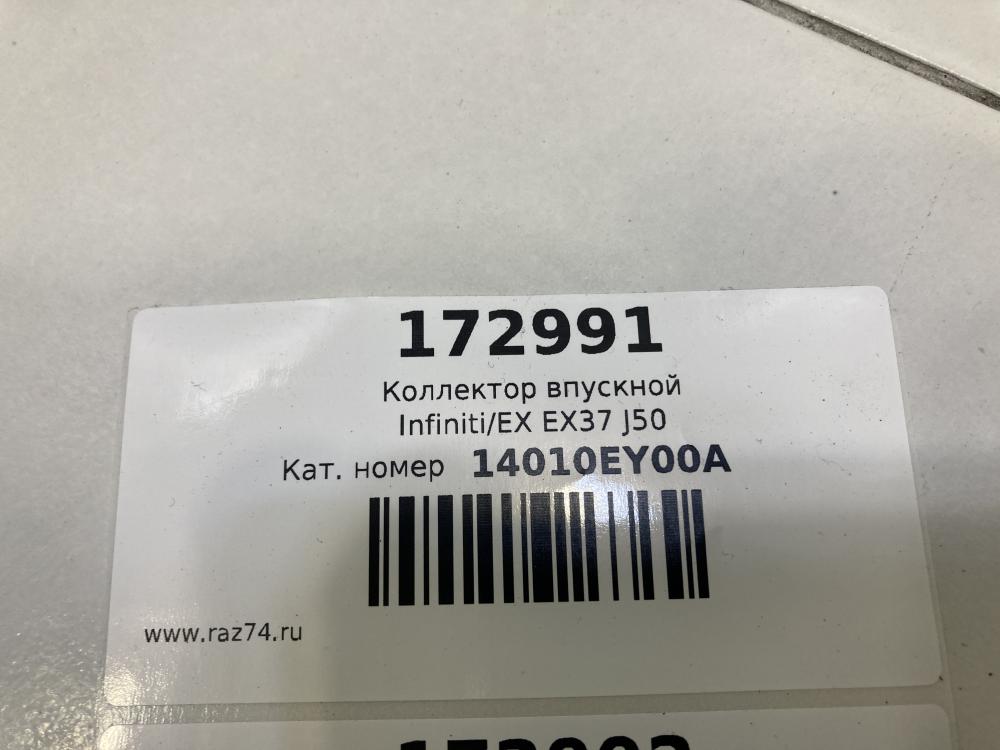 172991
Коллектор впускной
Infiniti/EX EX37 J50
Кат. номер 14010EY00A
www.raz74.ru